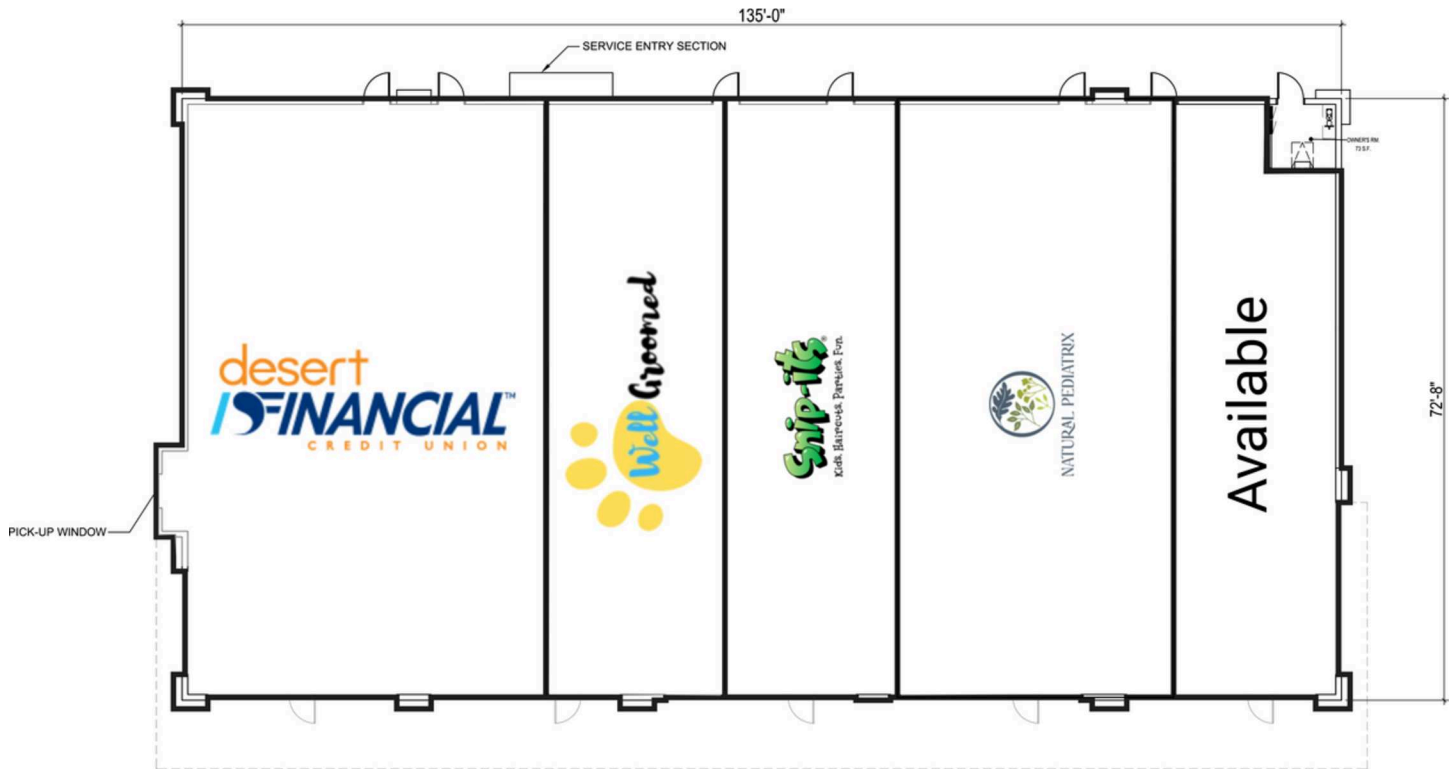 135'-0"
SERVICE ENTRY SECTION
OWNER'S RM
73 S.F.
desert
FINANCIAL™
CREDIT UNION
Well Groomed
Snip-its®
Kids. Haircuts. Parties. Fun.
NATURAL PEDIATRIX
Available
72'-8"
PICK-UP WINDOW